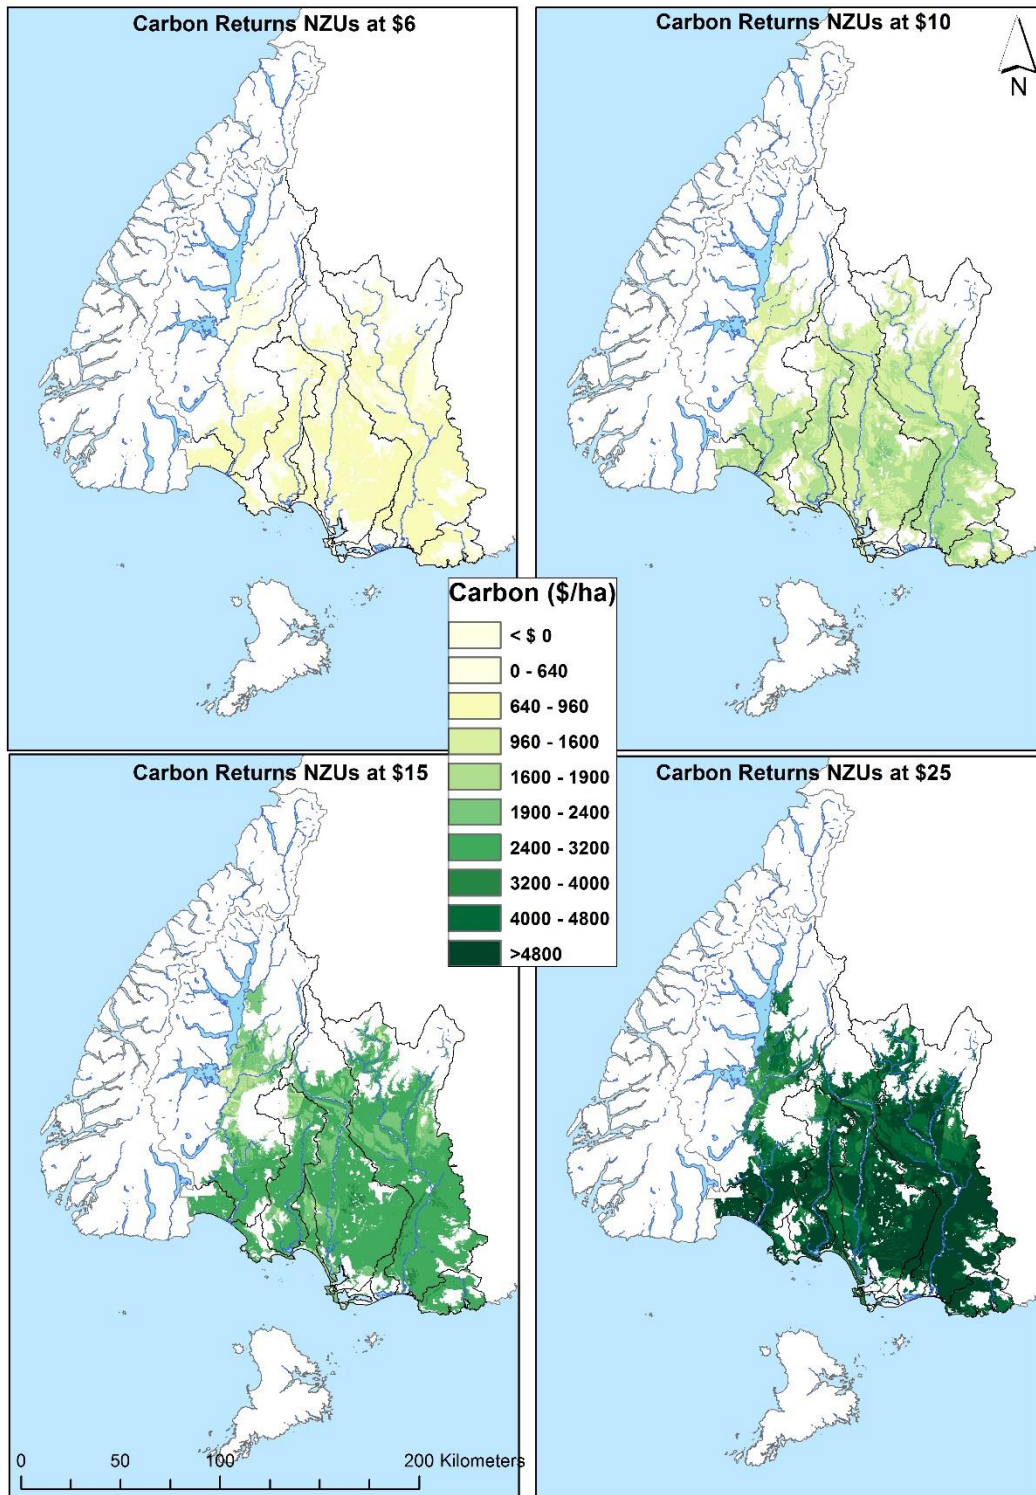 Carbon Returns NZUs at $6
Carbon Returns NZUs at $10
N
Carbon ($/ha)
< $ 0
0 - 640
640 - 960
960 - 1600
1600 - 1900
1900 - 2400
2400 - 3200
3200 - 4000
4000 - 4800
>4800
Carbon Returns NZUs at $15
Carbon Returns NZUs at $25
0 50 100 200 Kilometers